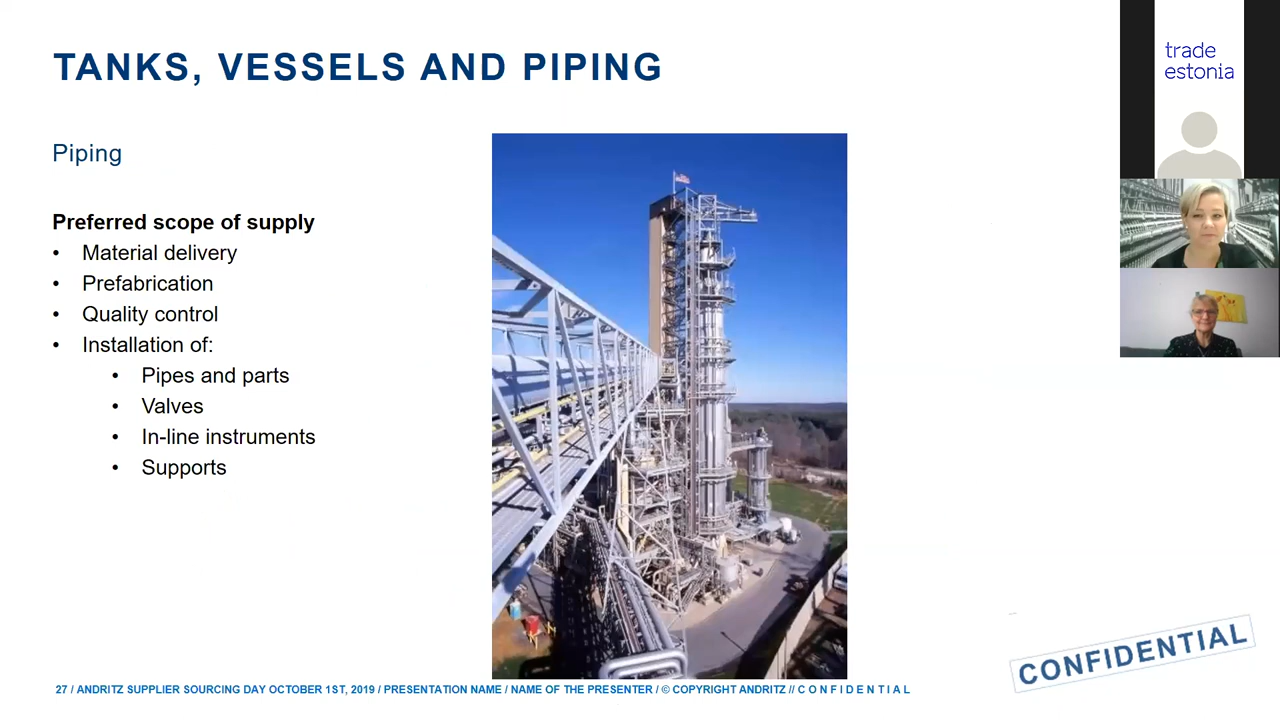 TANKS, VESSELS AND PIPING
Piping
Preferred scope of supply
• Material delivery
• Prefabrication
• Quality control
• Installation of:
• Pipes and parts
• Valves
• In-line instruments
• Supports
27 / ANDRITZ SUPPLIER SOURCING DAY OCTOBER 1ST, 2019 / PRESENTATION NAME / NAME OF THE PRESENTER / © COPYRIGHT ANDRITZ // C O N F I D E N T I A L
CONFIDENTIAL
trade
estonia